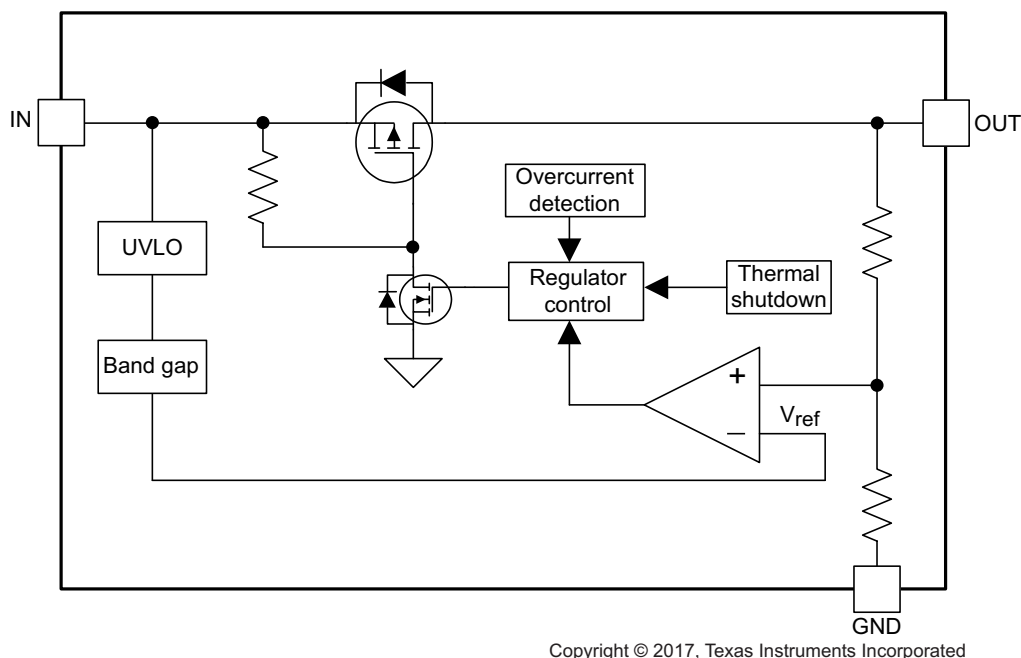 IN
OUT
Overcurrent
detection
UVLO
Regulator
control
Thermal
shutdown
Band gap
+
Vref
–
GND
Copyright © 2017, Texas Instruments Incorporated